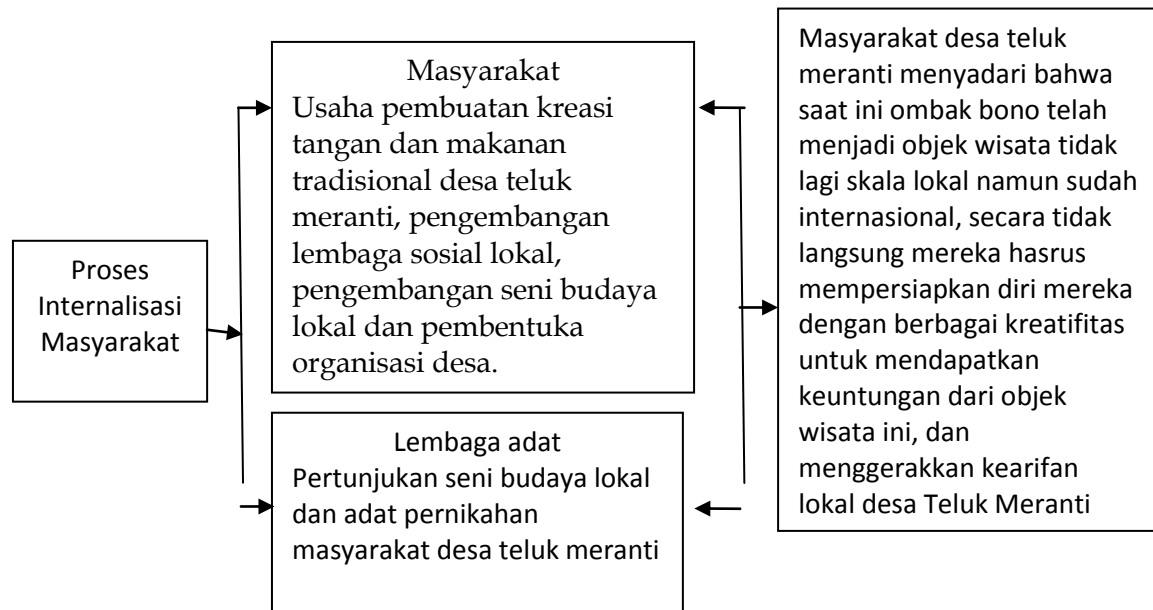 Proses
Internalisasi
Masyarakat
Masyarakat
Usaha pembuatan kreasi
tangan dan makanan
tradisional desa teluk
meranti, pengembangan
lembaga sosial lokal,
pengembangan seni budaya
lokal dan pembentuka
organisasi desa.
Lembaga adat
Pertunjukan seni budaya lokal
dan adat pernikahan
masyarakat desa teluk meranti
Masyarakat desa teluk
meranti menyadari bahwa
saat ini ombak bono telah
menjadi objek wisata tidak
lagi skala lokal namun sudah
internasional, secara tidak
langsung mereka hasrus
mempersiapkan diri mereka
dengan berbagai kreatifitas
untuk mendapatkan
keuntungan dari objek
wisata ini, dan
menggerakkan kearifan
lokal desa Teluk Meranti